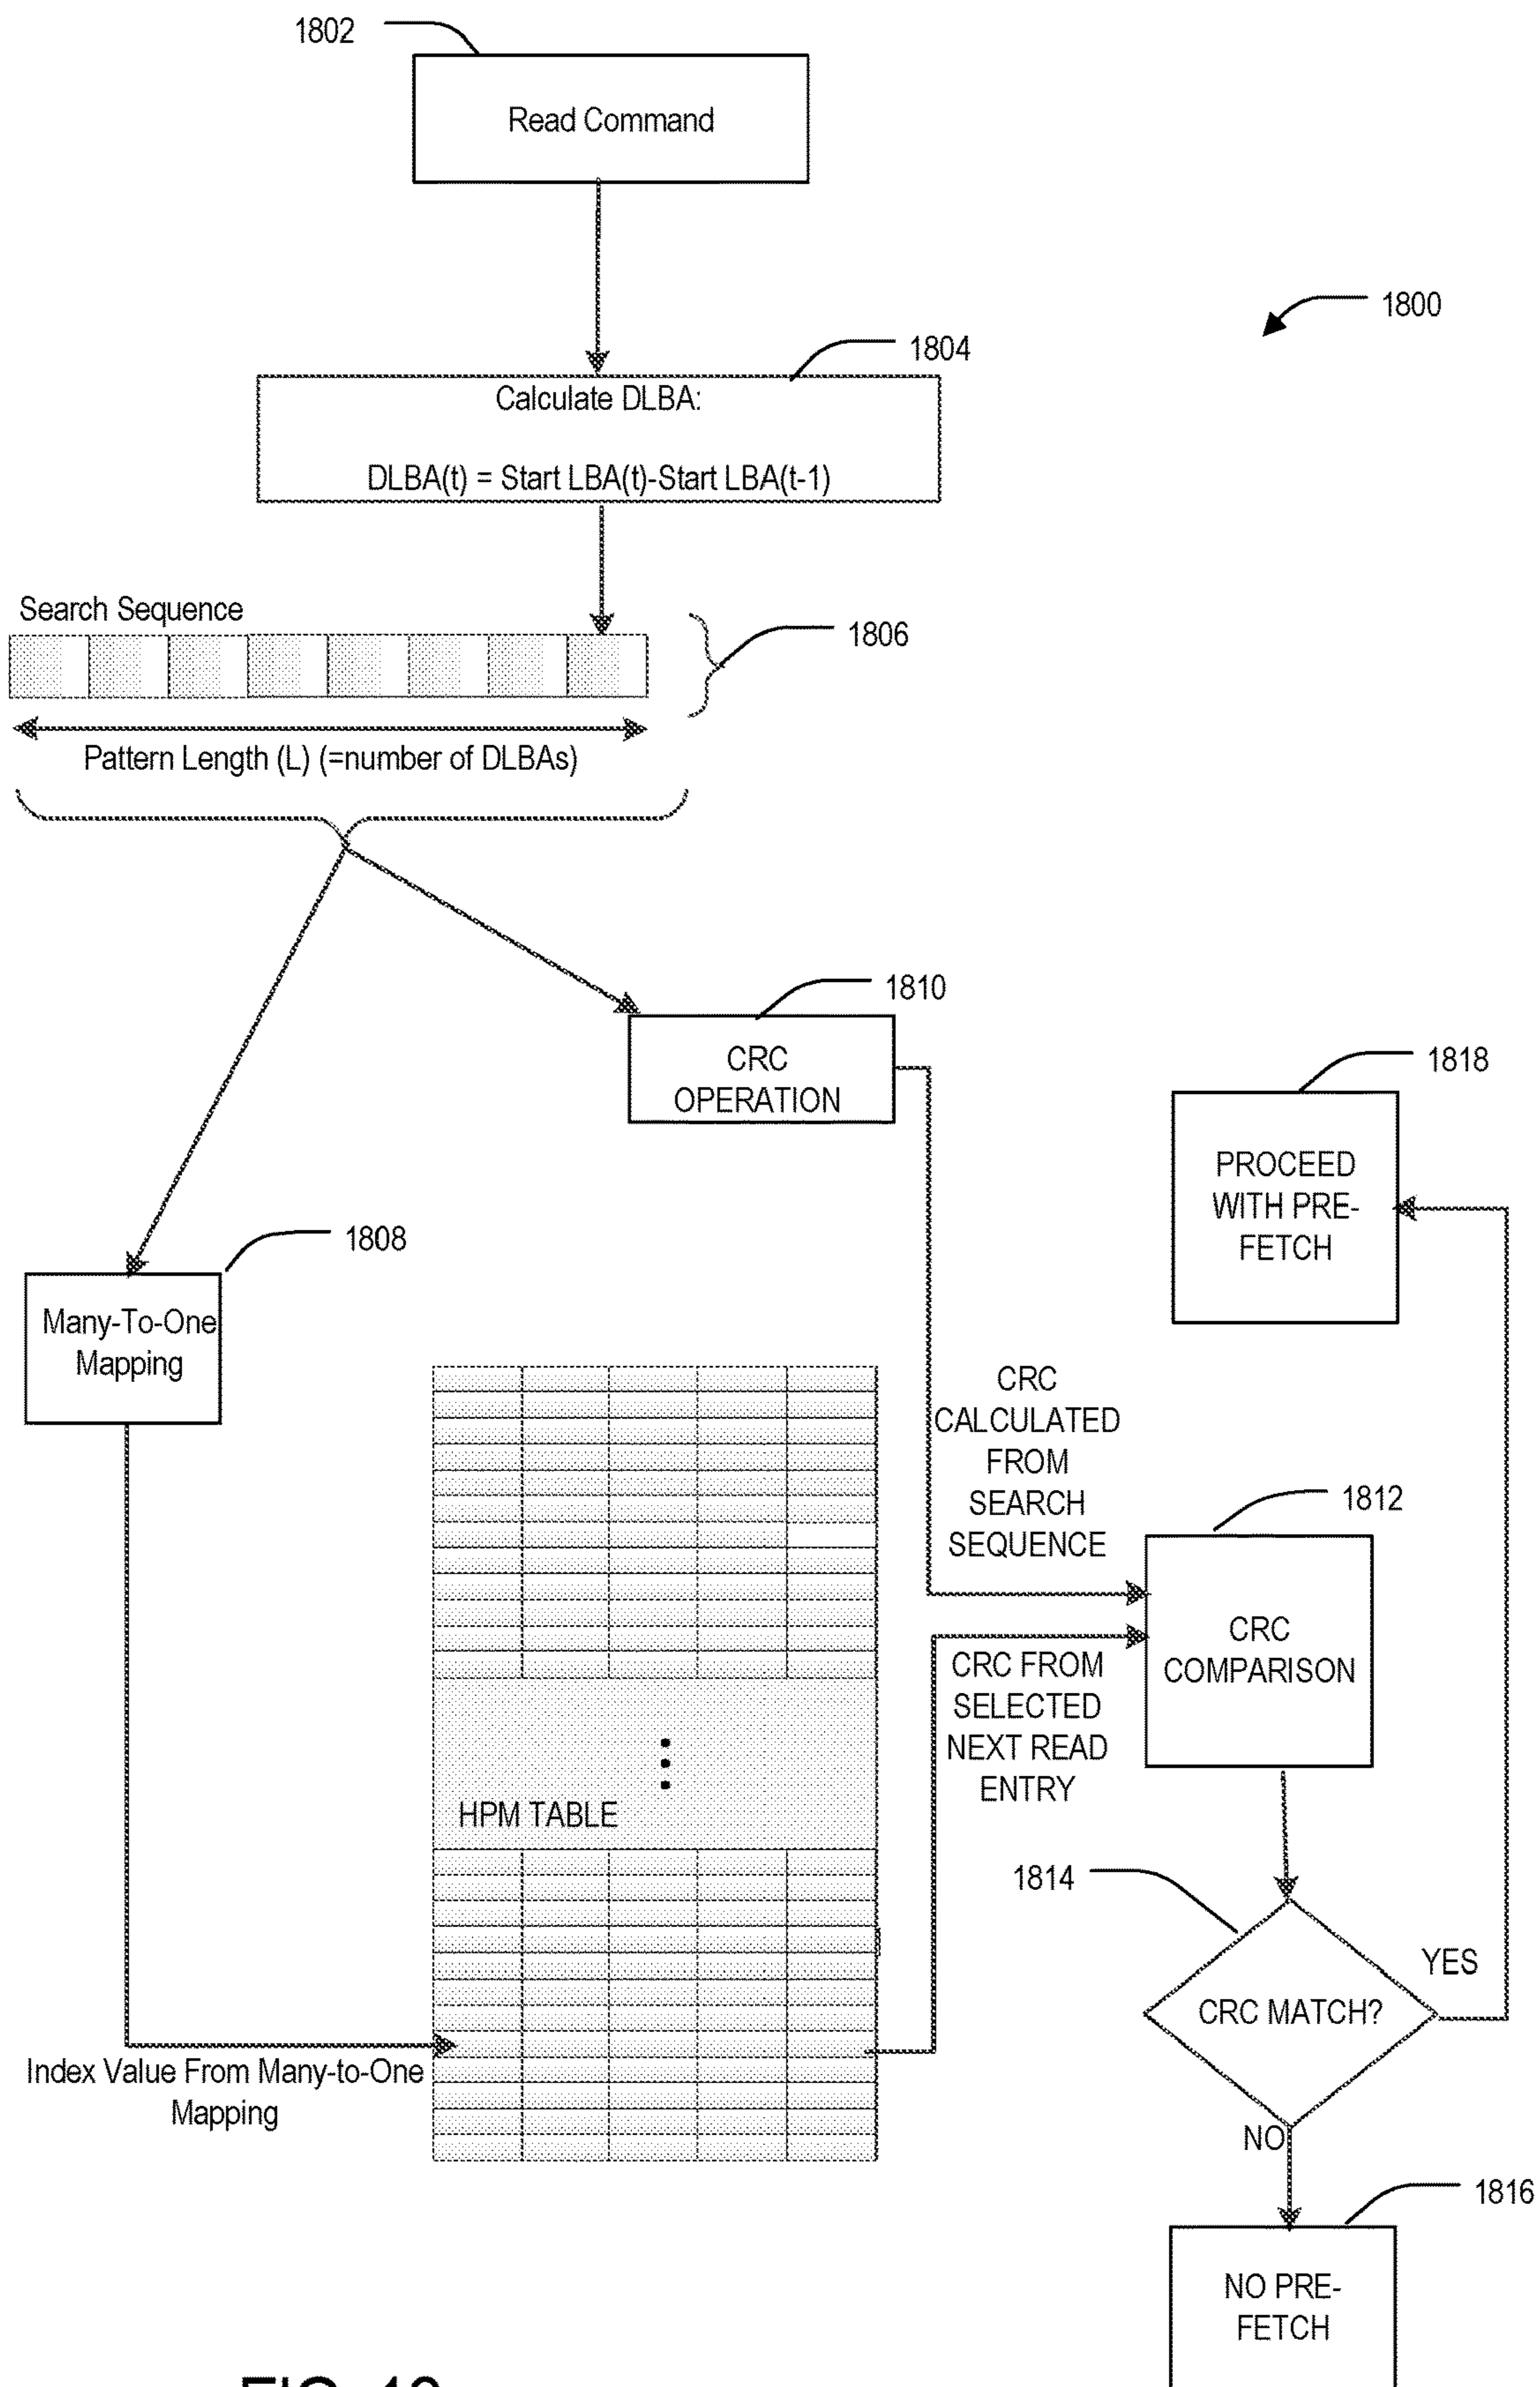 1802
Read Command
1800
1804
Calculate DLBA:
DLBA(t) = Start LBA(t)-Start LBA(t-1)
Search Sequence
1806
Pattern Length (L) (=number of DLBAs)
1810
CRC
OPERATION
1818
PROCEED
WITH PRE-
FETCH
1808
Many-To-One
Mapping
CRC
CALCULATED
FROM
SEARCH
SEQUENCE
1812
CRC
COMPARISON
CRC FROM
SELECTED
NEXT READ
ENTRY
HPM TABLE
1814
CRC MATCH?
YES
Index Value From Many-to-One
Mapping
NO
1816
NO PRE-
FETCH